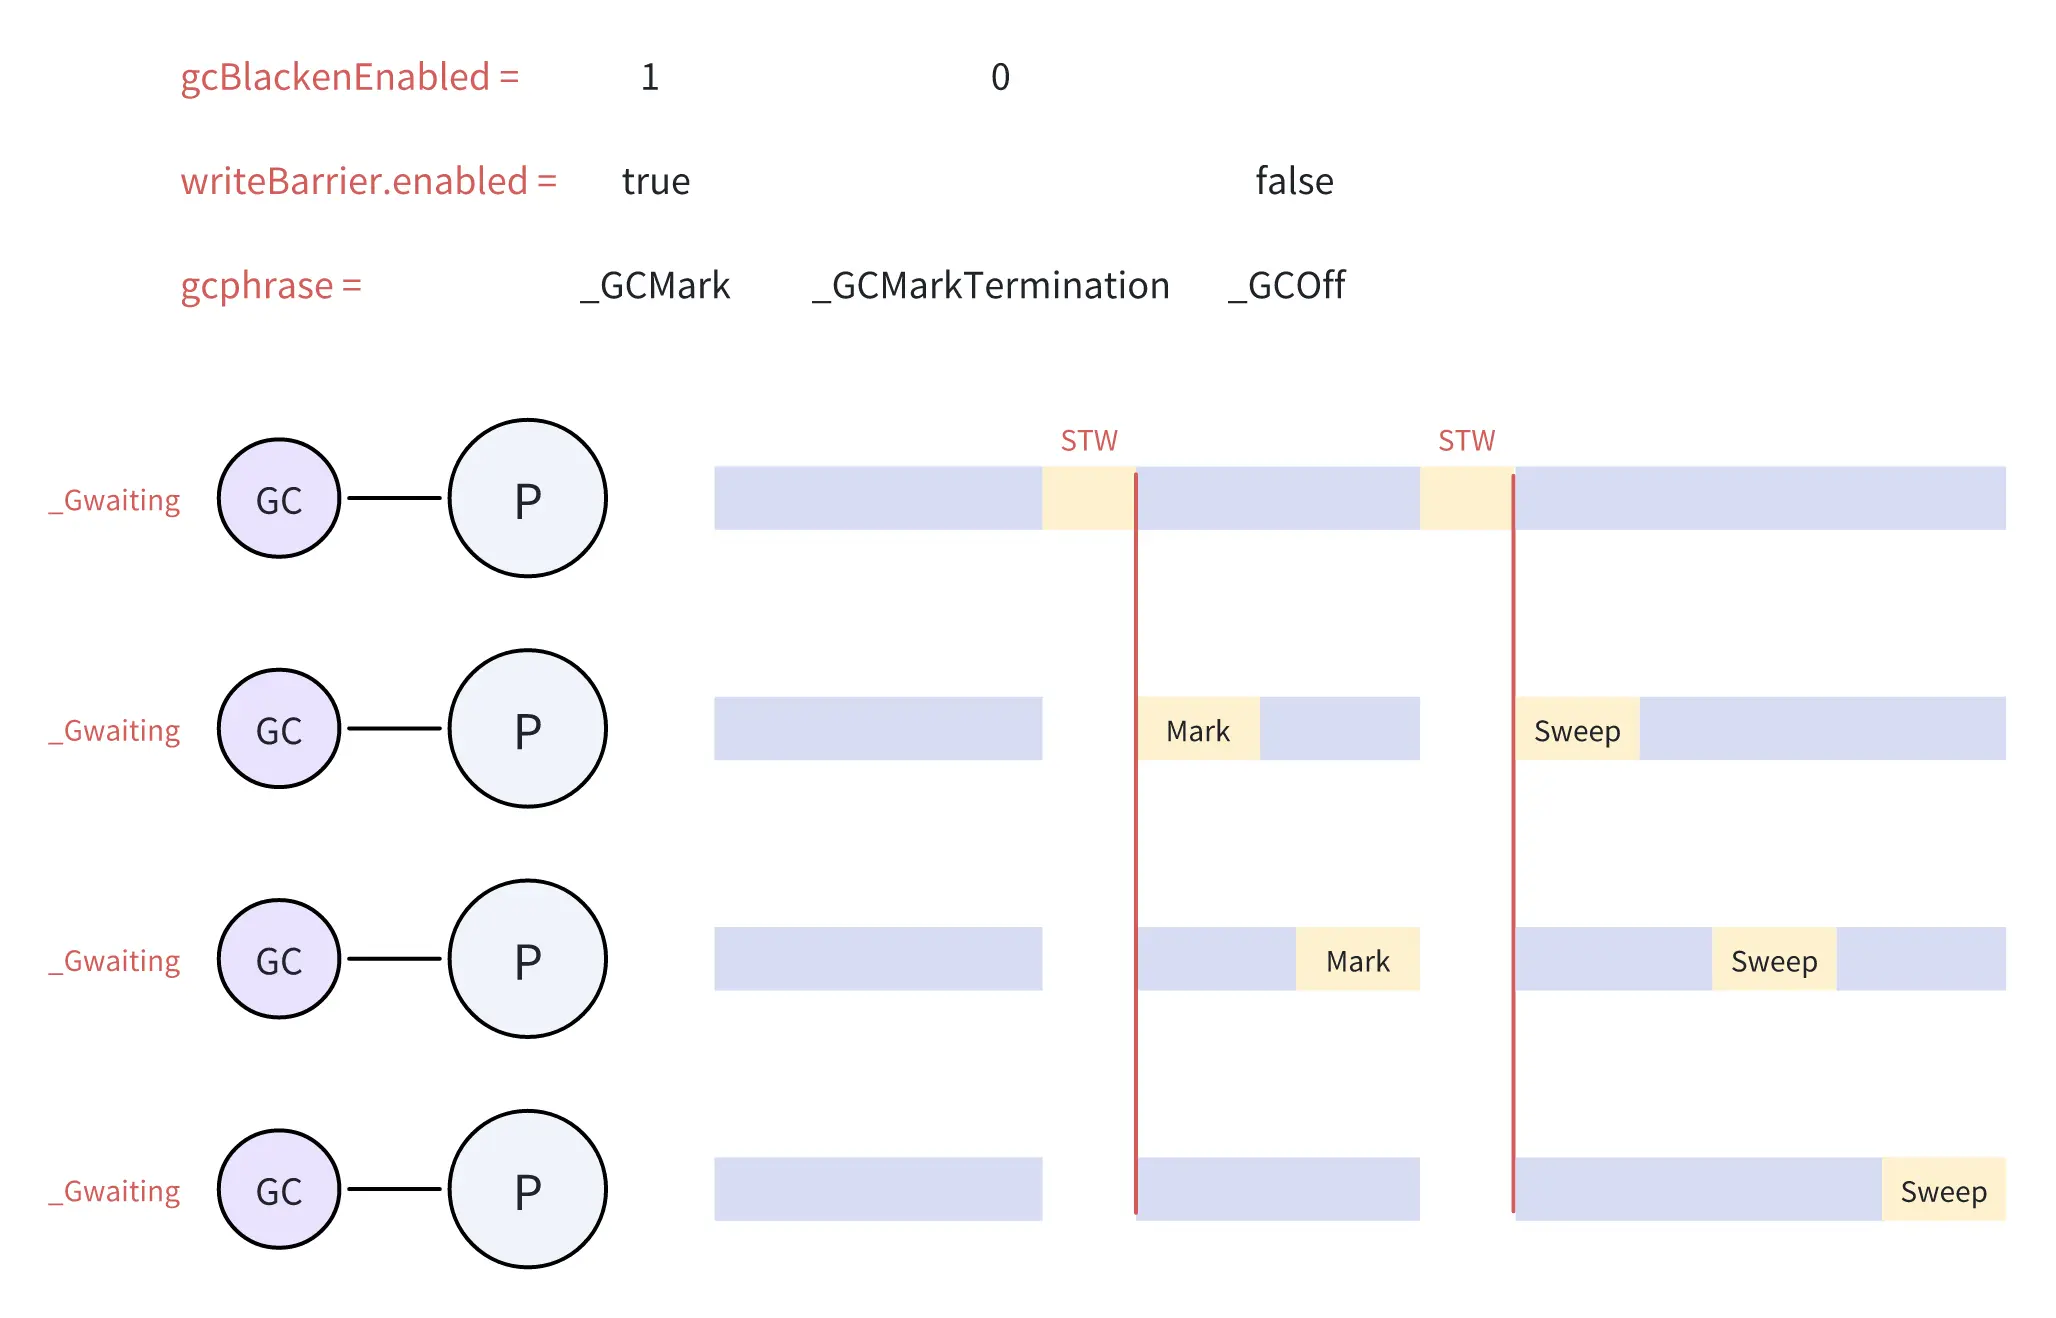 gcBlackenEnabled = 1 0
writeBarrier.enabled = true false
gcphrase = _GCMark _GCMarkTermination _GCOff
STW STW
_Gwaiting GC P
_Gwaiting GC P Mark Sweep
_Gwaiting GC P Mark Sweep
_Gwaiting GC P Sweep